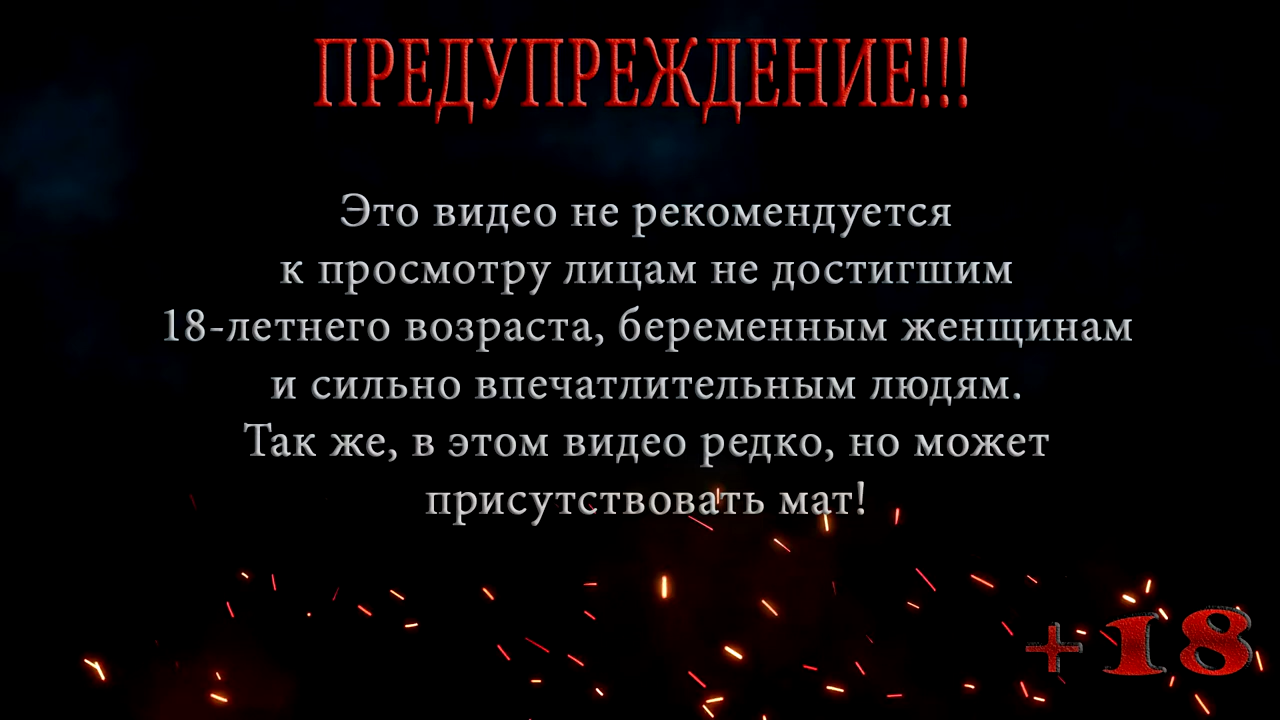 ПРЕДУПРЕЖДЕНИЕ!!!
Это видео не рекомендуется
к просмотру лицам не достигшим
18-летнего возраста, беременным женщинам
и сильно впечатлительным людям.
Так же, в этом видео редко, но может
присутствовать мат!
+18